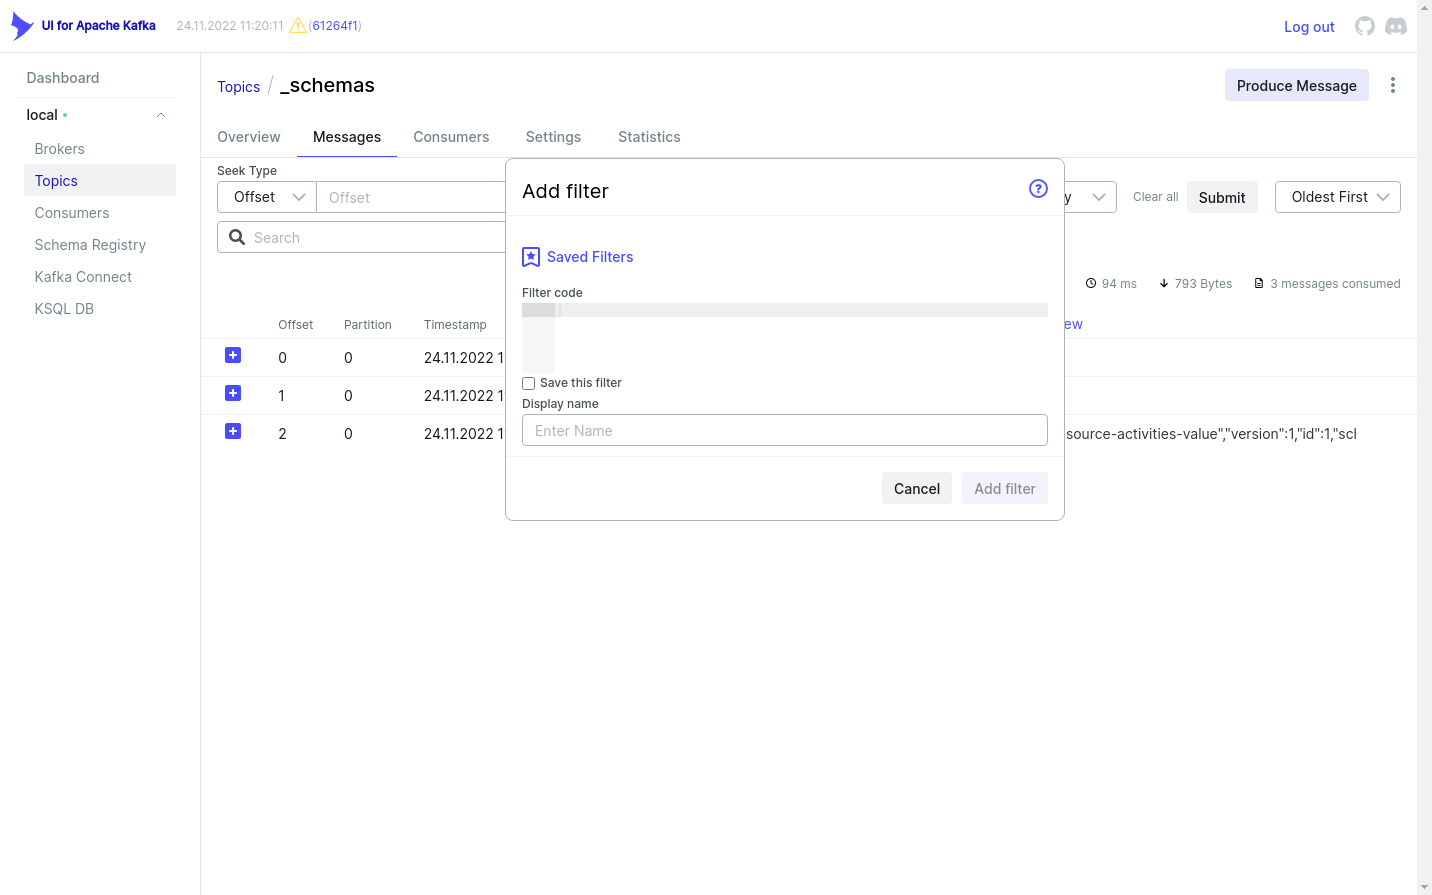 UI for Apache Kafka 24.11.2022 11:20:11 (61264f1) Log out
Dashboard
local
Brokers
Topics
Consumers
Schema Registry
Kafka Connect
KSQL DB
Topics / _schemas
Produce Message
Overview Messages Consumers Settings Statistics
Seek Type
Offset Offset
y Clear all Submit Oldest First
Search
94 ms 793 Bytes 3 messages consumed
Offset Partition Timestamp ew
0 0 24.11.2022 1
1 0 24.11.2022 1
2 0 24.11.2022 1 source-activities-value","version":1,"id":1,"scl
Add filter
Saved Filters
Filter code
Save this filter
Display name
Enter Name
Cancel Add filter